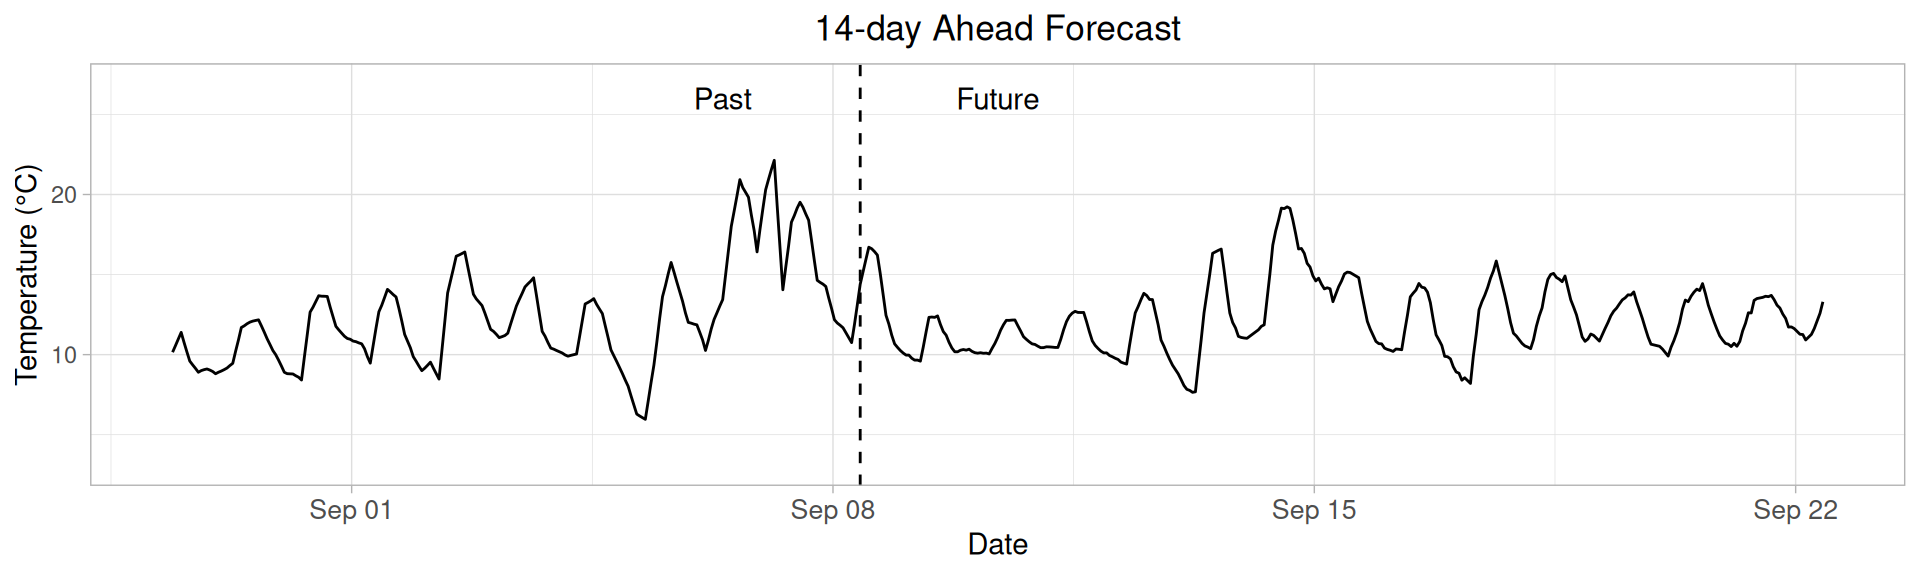 14-day Ahead Forecast
Past
Future
Temperature (°C)
20
10
Sep 01
Sep 08
Sep 15
Sep 22
Date